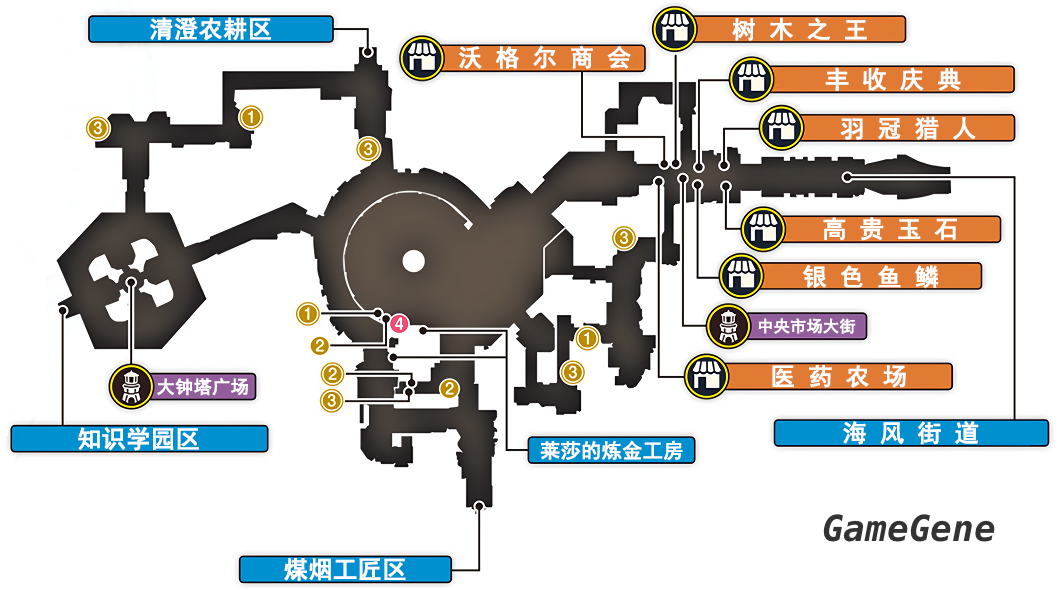 清澄农耕区
树木之王
沃格尔商会
丰收庆典
③
①
羽冠猎人
③
高贵玉石
③
银色鱼鳞
①
④
中央市场大街
②
①
医药农场
②
③
大钟塔广场
③
②
知识学园区
海风街道
莱莎的炼金工房
GameGene
煤烟工匠区